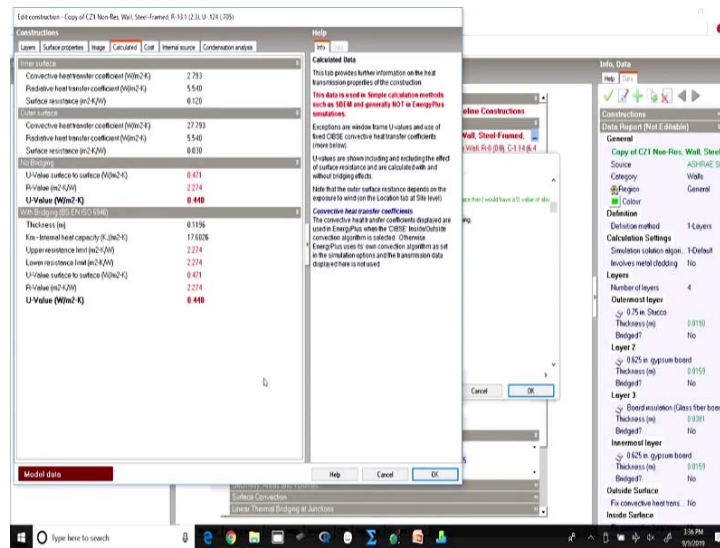 Edit construction - Copy of CZ1 Non-Res. Wall, Steel-Framed, R-13.1 (2.3), U-.124 (.705)
Constructions
Layers Surface properties Image Calculated Cost Internal source Condensation analysis
Inner surface
Convective heat transfer coefficient (W/m2-K) 2.793
Radiative heat transfer coefficient (W/m2-K) 5.540
Surface resistance (m2-K/W) 0.120
Outer surface
Convective heat transfer coefficient (W/m2-K) 27.793
Radiative heat transfer coefficient (W/m2-K) 5.540
Surface resistance (m2-K/W) 0.030
No Bridging
U-Value surface to surface (W/m2-K) 0.471
R-Value (m2-K/W) 2.274
U-Value (W/m2-K) 0.440
With Bridging (BS EN ISO 6946)
Thickness (m) 0.1196
Km - Internal heat capacity (KJ/m2-K) 17.6026
Upper resistance limit (m2-K/W) 2.274
Lower resistance limit (m2-K/W) 2.274
U-Value surface to surface (W/m2-K) 0.471
R-Value (m2-K/W) 2.274
U-Value (W/m2-K) 0.440
Model data
Help
Info Data
Calculated Data
This tab provides further information on the heat
transmission properties of the construction.
This data is used in Simple calculation methods
such as SBEM and generally NOT in EnergyPlus
simulations.
Exceptions are window frame U-values and use of
fixed CIBSE convective heat transfer coefficients
(more below).
U-values are shown including and excluding the effect
of surface resistance and are calculated with and
without bridging effects.
Note that the outer surface resistance depends on the
exposure to wind (on the Location tab at Site level)
Convective heat transfer coefficients
The convective heat transfer coefficients displayed are
used in EnergyPlus when the 'CIBSE' Inside/Outside
convection algorithm is selected. Otherwise
EnergyPlus uses its' own convection algorithm as set
in the simulation options and the transmission data
displayed here is not used.
Help Cancel OK
eline Constructions
Wall, Steel-Framed,
Cancel OK
Surface Convection
Linear Thermal Bridging at Junctions
Info, Data
Help Data
Constructions
Data Report (Not Editable)
General
Copy of CZ1 Non-Res. Wall, Steel
Source ASHRAE S
Category Walls
Region General
Colour
Definition
Definition method 1-Layers
Calculation Settings
Simulation solution algori.. 1-Default
Involves metal cladding No
Layers
Number of layers 4
Outermost layer
0.75 in. Stucco
Thickness (m) 0.0190
Bridged? No
Layer 2
0.625 in. gypsum board
Thickness (m) 0.0159
Bridged? No
Layer 3
Board insulation (Glass fiber boar
Thickness (m)
Bridged? No
Innermost layer
0.625 in. gypsum board
Thickness (m) 0.0159
Bridged? No
Outside Surface
Fix convective heat trans.. No
Inside Surface
Type here to search
3:36 PM